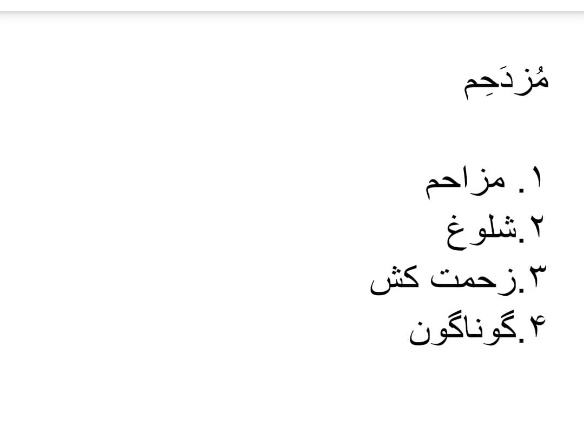 مُزدَحِم
۱. مزاحم
۲.شلوغ
۳.زحمت کش
۴.گوناگون